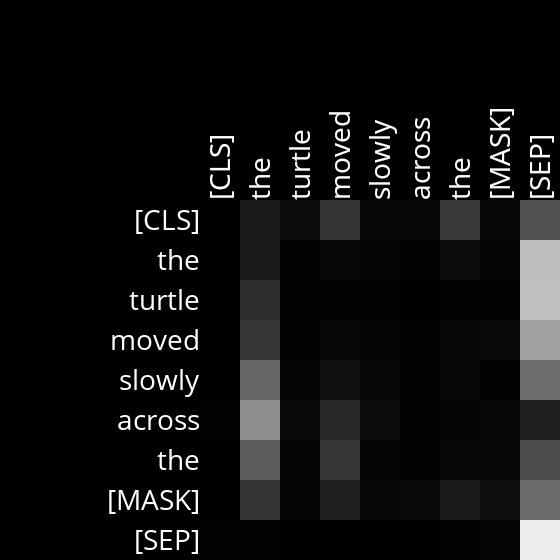 [CLS] the turtle moved slowly across the [MASK] [SEP]
[CLS]
the
turtle
moved
slowly
across
the
[MASK]
[SEP]